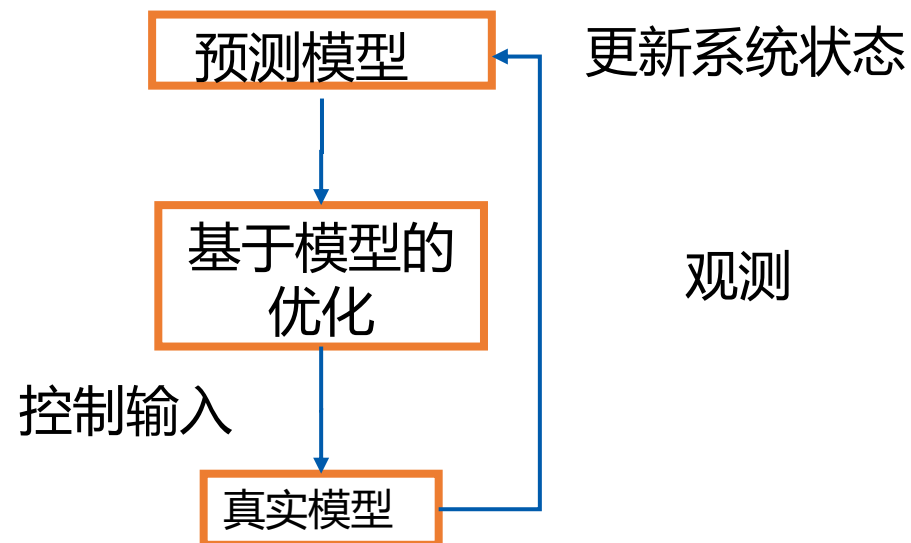 预测模型
更新系统状态
基于模型的
优化
观测
控制输入
真实模型